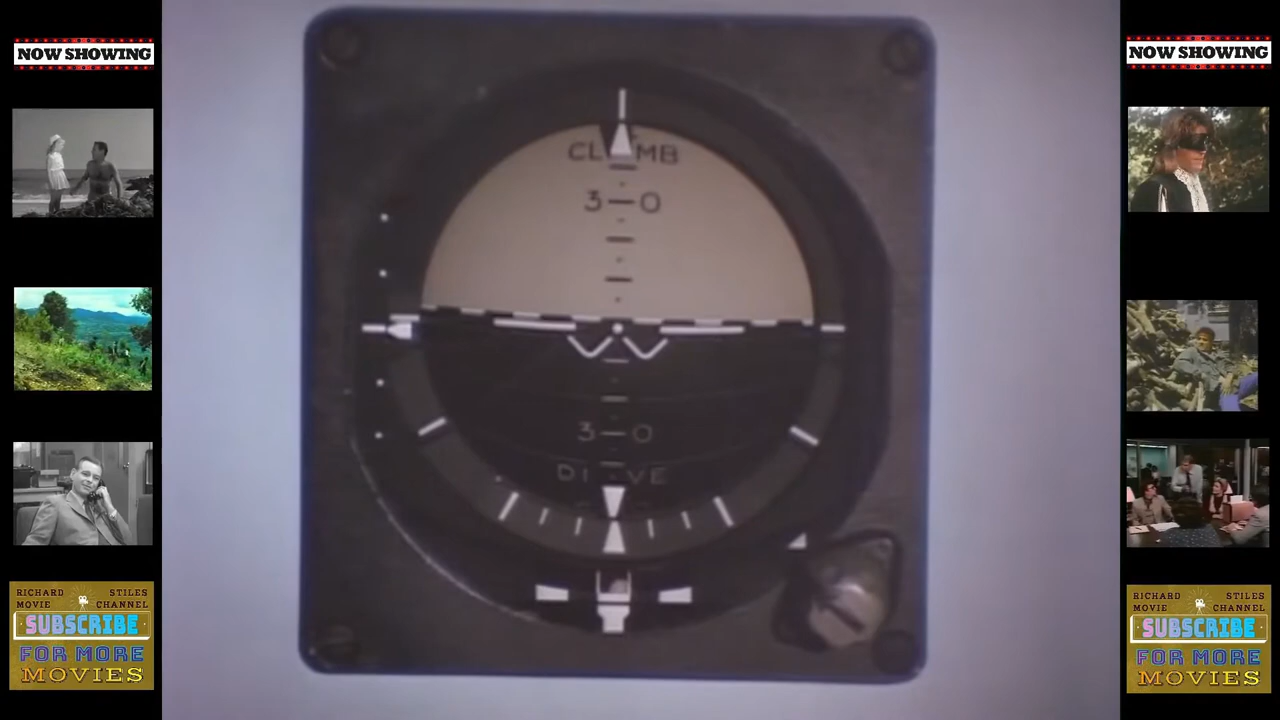 NOW SHOWING
RICHARD STILES
MOVIE CHANNEL
SUBSCRIBE
FOR MORE
MOVIES
CLIMB
3 0
3 0
DIVE
NOW SHOWING
RICHARD STILES
MOVIE CHANNEL
SUBSCRIBE
FOR MORE
MOVIES